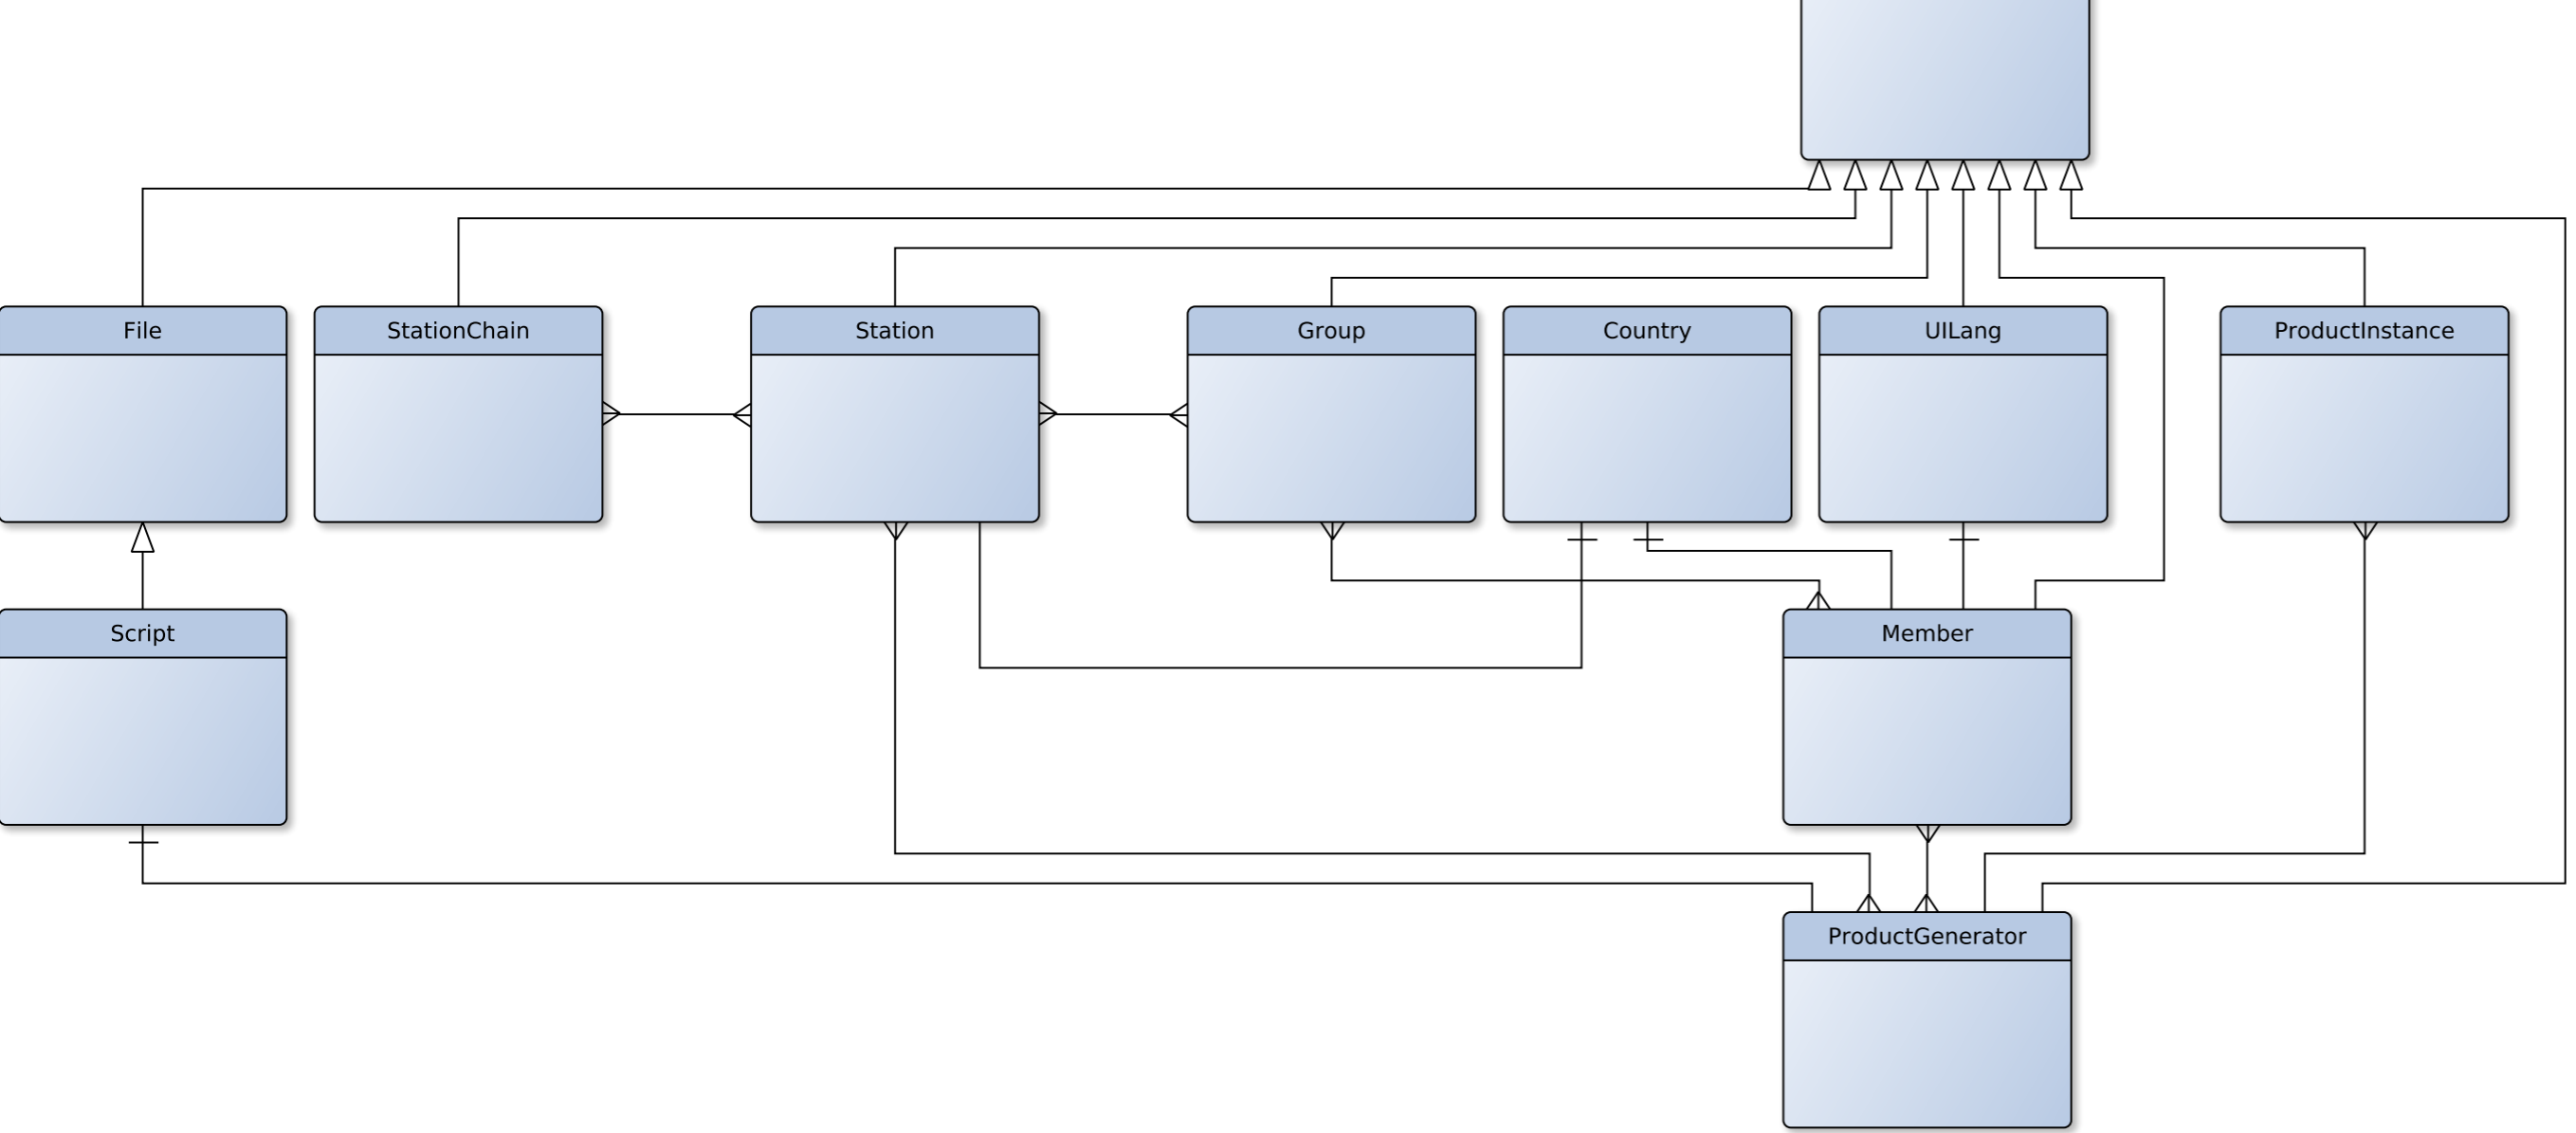 File
StationChain
Station
Group
Country
UILang
ProductInstance
Script
Member
ProductGenerator